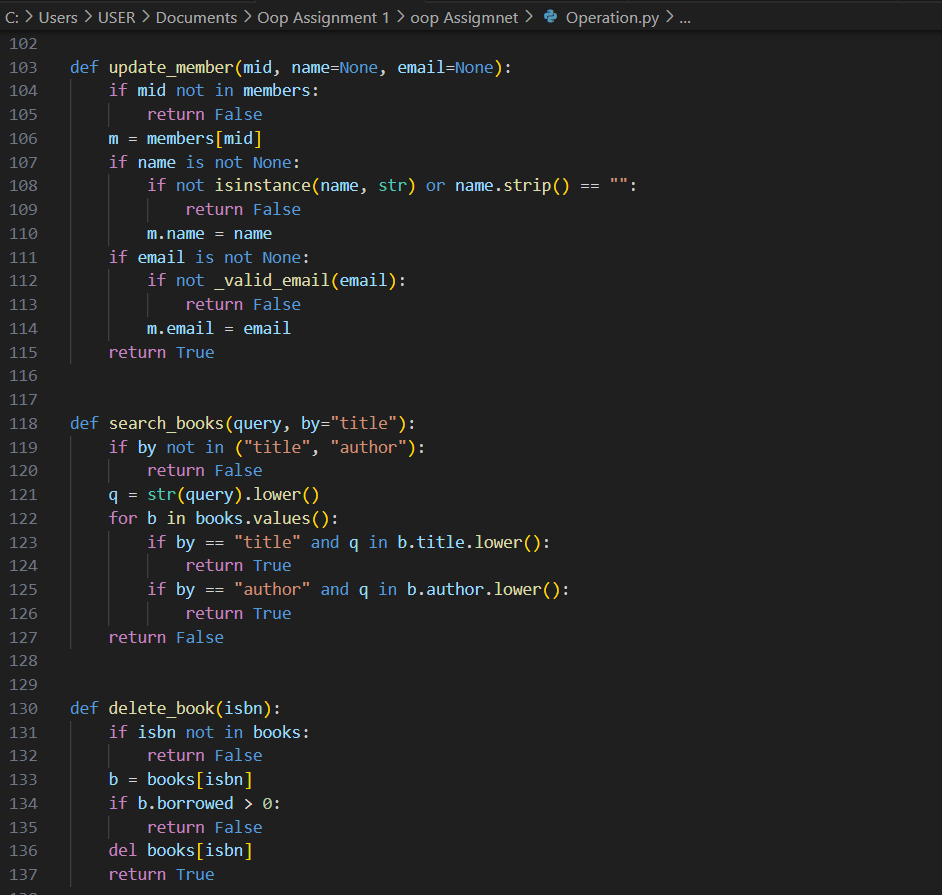 C: > Users > USER > Documents > Oop Assignment 1 > oop Assigmnet > Operation.py > ...
102
103 def update_member(mid, name=None, email=None):
104     if mid not in members:
105         return False
106     m = members[mid]
107     if name is not None:
108         if not isinstance(name, str) or name.strip() == "":
109             return False
110         m.name = name
111     if email is not None:
112         if not _valid_email(email):
113             return False
114         m.email = email
115     return True
116
117
118 def search_books(query, by="title"):
119     if by not in ("title", "author"):
120         return False
121     q = str(query).lower()
122     for b in books.values():
123         if by == "title" and q in b.title.lower():
124             return True
125         if by == "author" and q in b.author.lower():
126             return True
127     return False
128
129
130 def delete_book(isbn):
131     if isbn not in books:
132         return False
133     b = books[isbn]
134     if b.borrowed > 0:
135         return False
136     del books[isbn]
137     return True